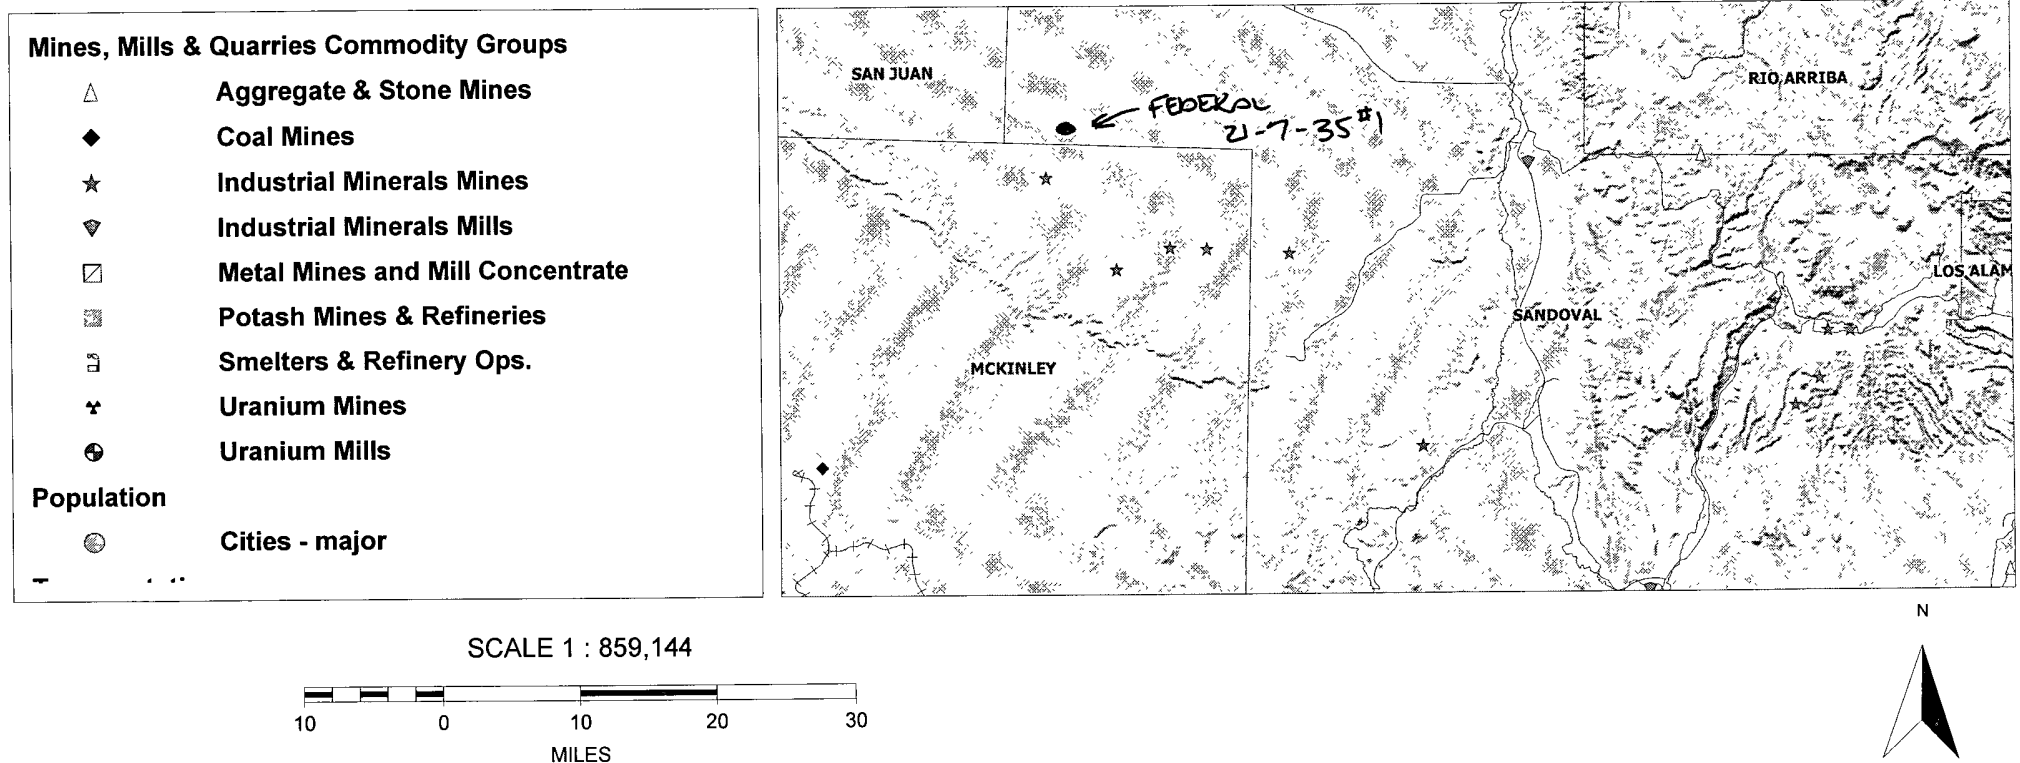 Mines, Mills & Quarries Commodity Groups
Aggregate & Stone Mines
Coal Mines
Industrial Minerals Mines
Industrial Minerals Mills
Metal Mines and Mill Concentrate
Potash Mines & Refineries
Smelters & Refinery Ops.
Uranium Mines
Uranium Mills
Population
Cities - major
SAN JUAN
RIO ARRIBA
FEDERAL
21-7-35 #1
LOS ALAM
SANDOVAL
MCKINLEY
SCALE 1 : 859,144
10 0 10 20 30
MILES
N